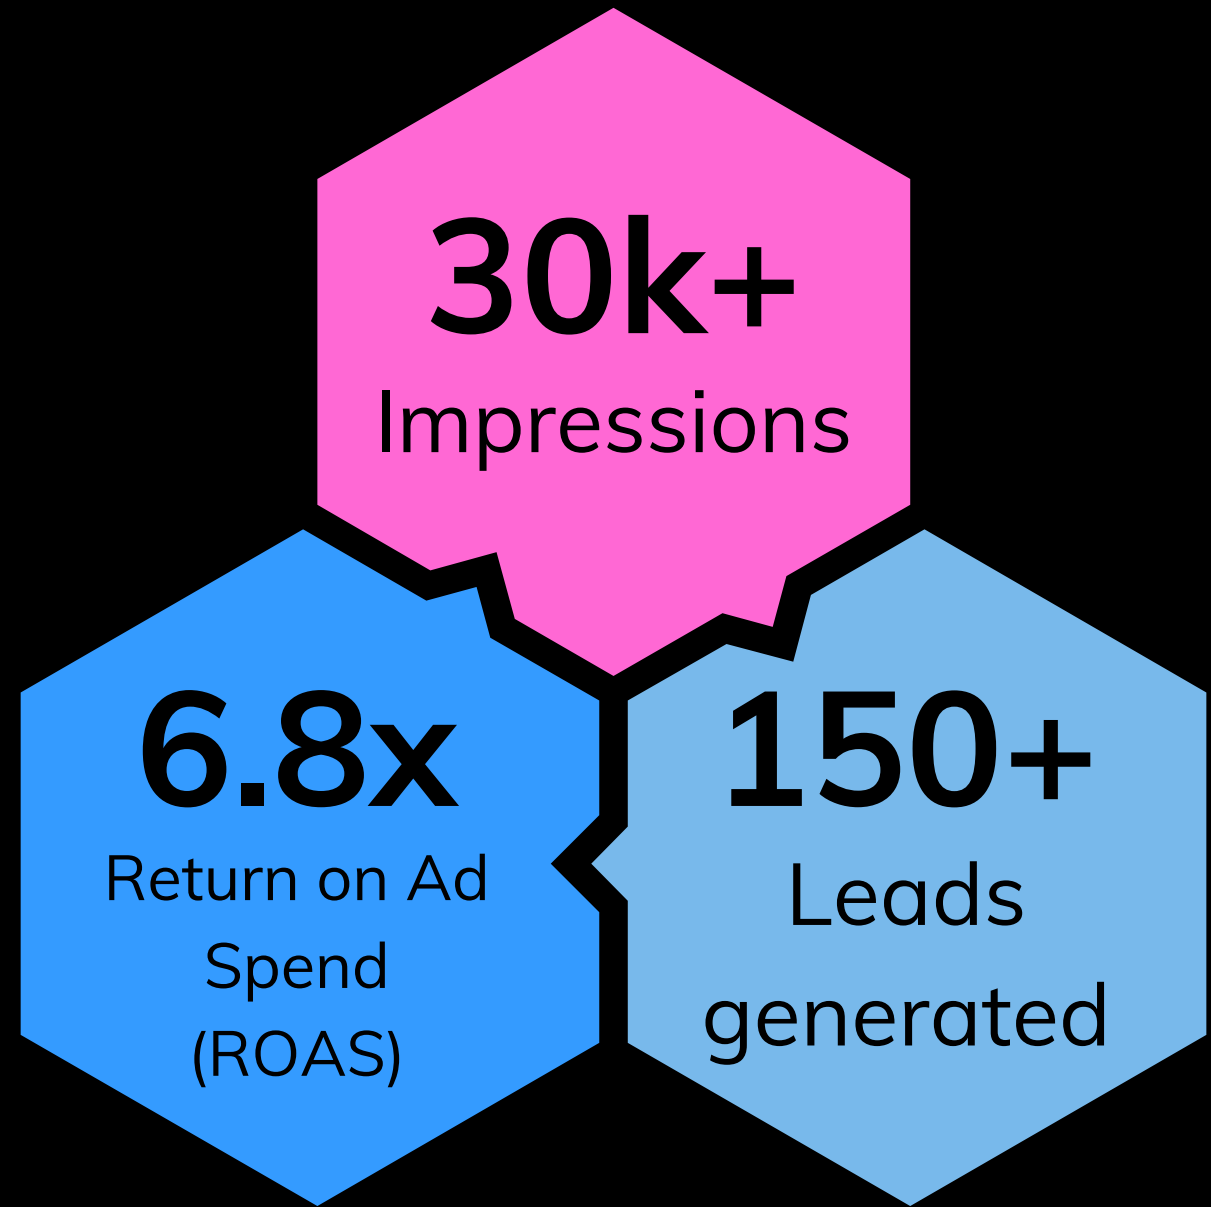 30k+
Impressions
6.8x
Return on Ad
Spend
(ROAS)
150+
Leads
generated